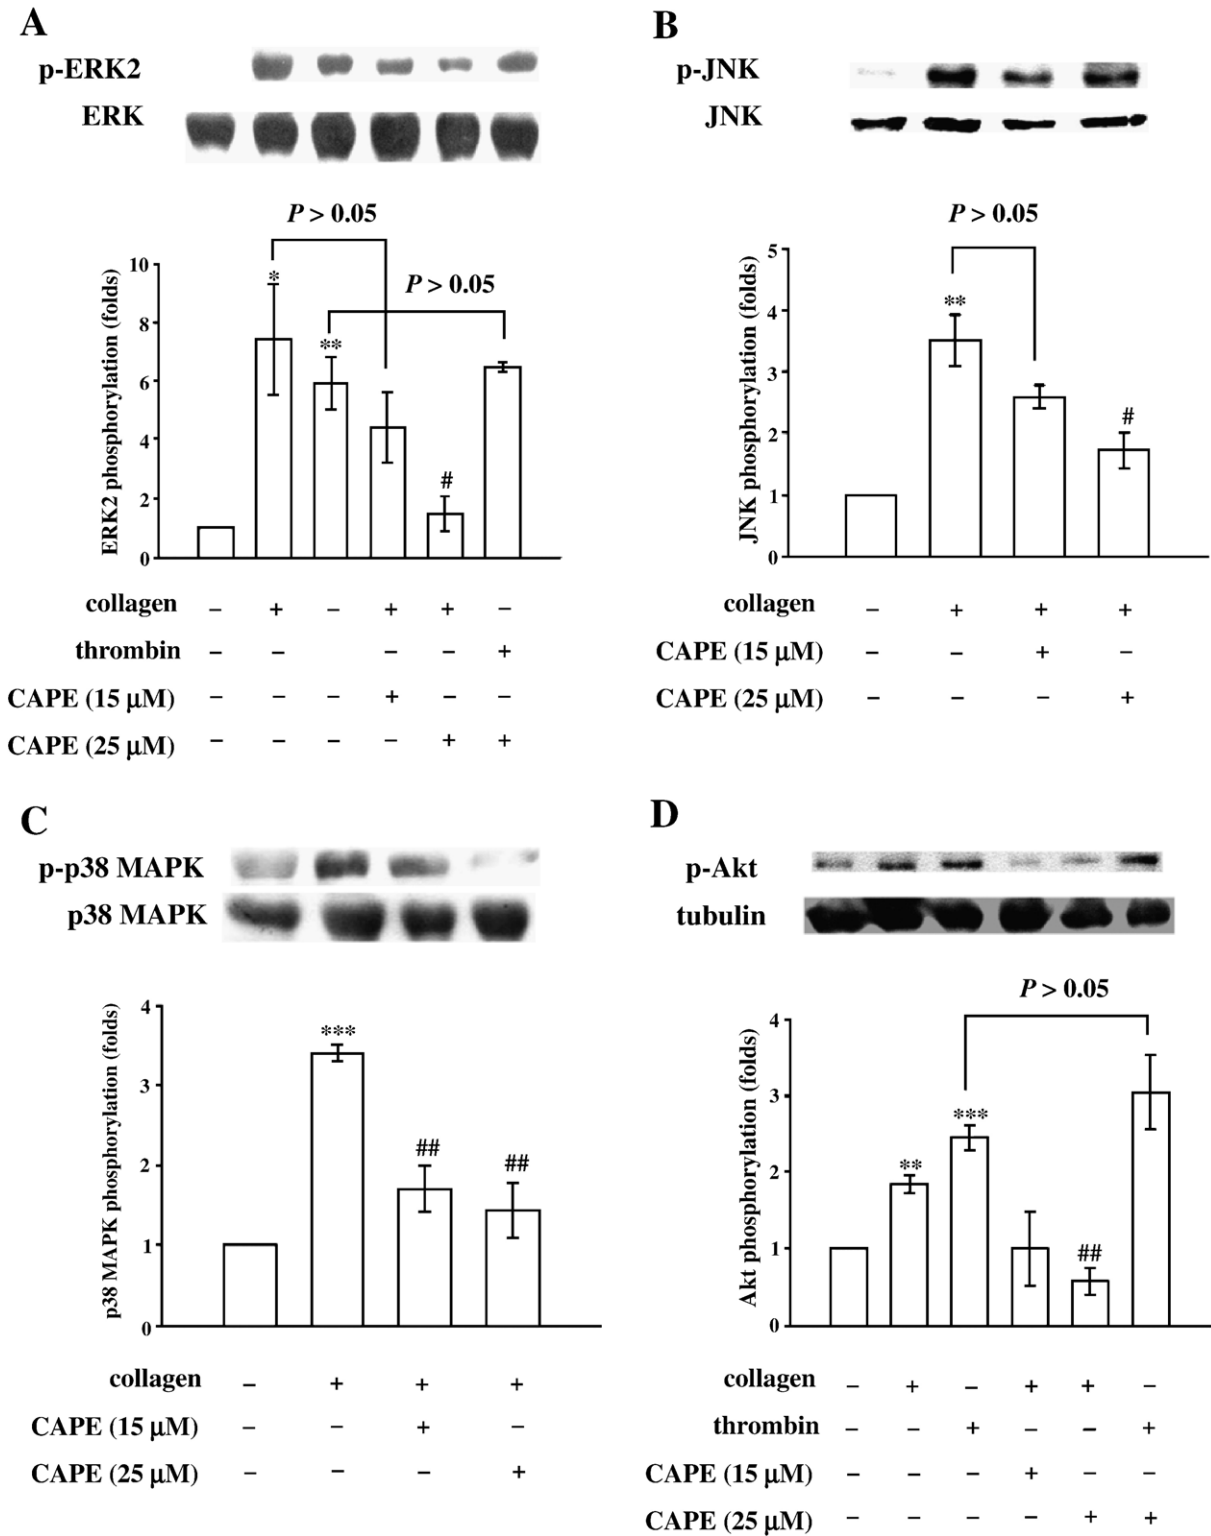 A
p-ERK2
ERK
P > 0.05
P > 0.05
ERK2 phosphorylation (folds)
10
8
6
4
2
0
*
**
#
collagen – + – + + –
thrombin – – – – +
CAPE (15 µM) – – – + – –
CAPE (25 µM) – – – – + +
B
p-JNK
JNK
P > 0.05
JNK phosphorylation (folds)
5
4
3
2
1
0
**
#
collagen – + + +
CAPE (15 µM) – – + –
CAPE (25 µM) – – – +
C
p-p38 MAPK
p38 MAPK
p38 MAPK phosphorylation (folds)
4
3
2
1
0
***
##
##
collagen – + + +
CAPE (15 µM) – – + –
CAPE (25 µM) – – – +
D
p-Akt
tubulin
P > 0.05
Akt phosphorylation (folds)
4
3
2
1
0
**
***
##
collagen – + – + + –
thrombin – – + – – +
CAPE (15 µM) – – – + – –
CAPE (25 µM) – – – – + +